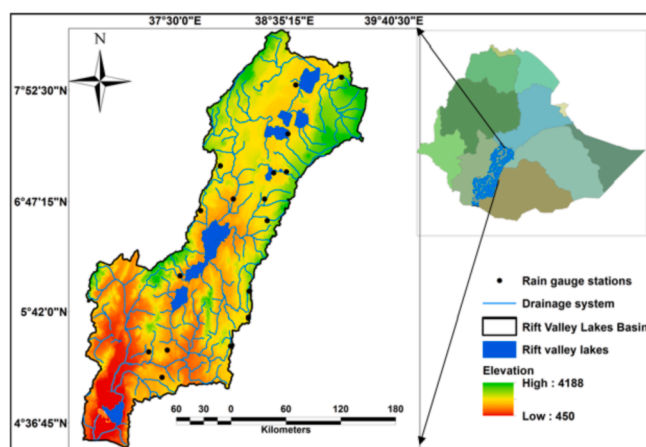 37°30'0"E 38°35'15"E 39°40'30"E
N
7°52'30"N
6°47'15"N
5°42'0"N
4°36'45"N
Rain gauge stations
Drainage system
Rift Valley Lakes Basin
Rift valley lakes
Elevation
High : 4188
Low : 450
60 30 0 60 120 180
Kilometers